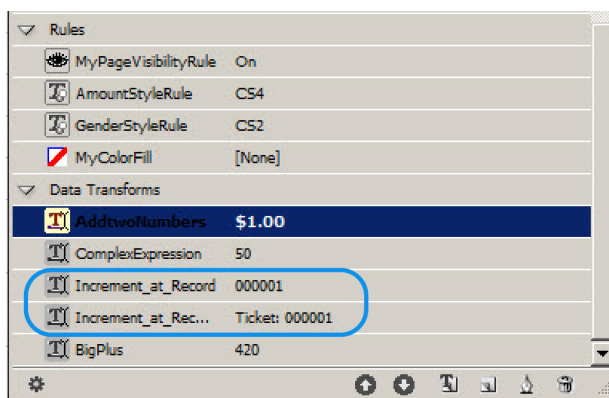 Rules
MyPageVisibilityRule On
AmountStyleRule CS4
GenderStyleRule CS2
MyColorFill [None]
Data Transforms
AddtwoNumbers $1.00
ComplexExpression 50
Increment_at_Record 000001
Increment_at_Rec... Ticket: 000001
BigPlus 420